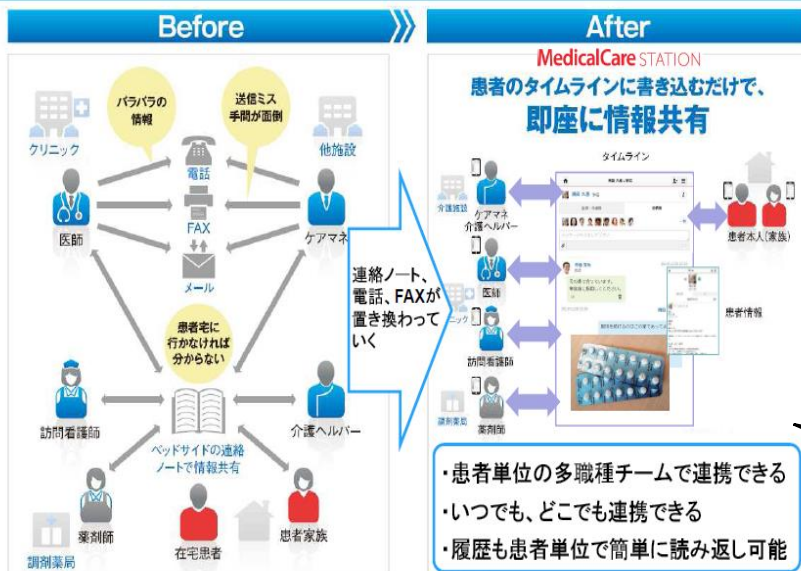 Before
After
バラバラの
情報
送信ミス
手間が面倒
クリニック
他施設
電話
医師
FAX
ケアマネ
メール
患者宅に
行かなければ
分からない
訪問看護師
介護ヘルパー
ベッドサイドの連絡
ノートで情報共有
薬剤師
在宅患者
患者家族
調剤薬局
連絡ノート、
電話、FAXが
置き換わって
いく
MedicalCare STATION
患者のタイムラインに書き込むだけで、
即座に情報共有
タイムライン
介護施設
ケアマネ
介護ヘルパー
患者本人(家族)
医師
患者情報
訪問看護師
調剤薬局
薬剤師
・患者単位の多職種チームで連携できる
・いつでも、どこでも連携できる
・履歴も患者単位で簡単に読み返し可能